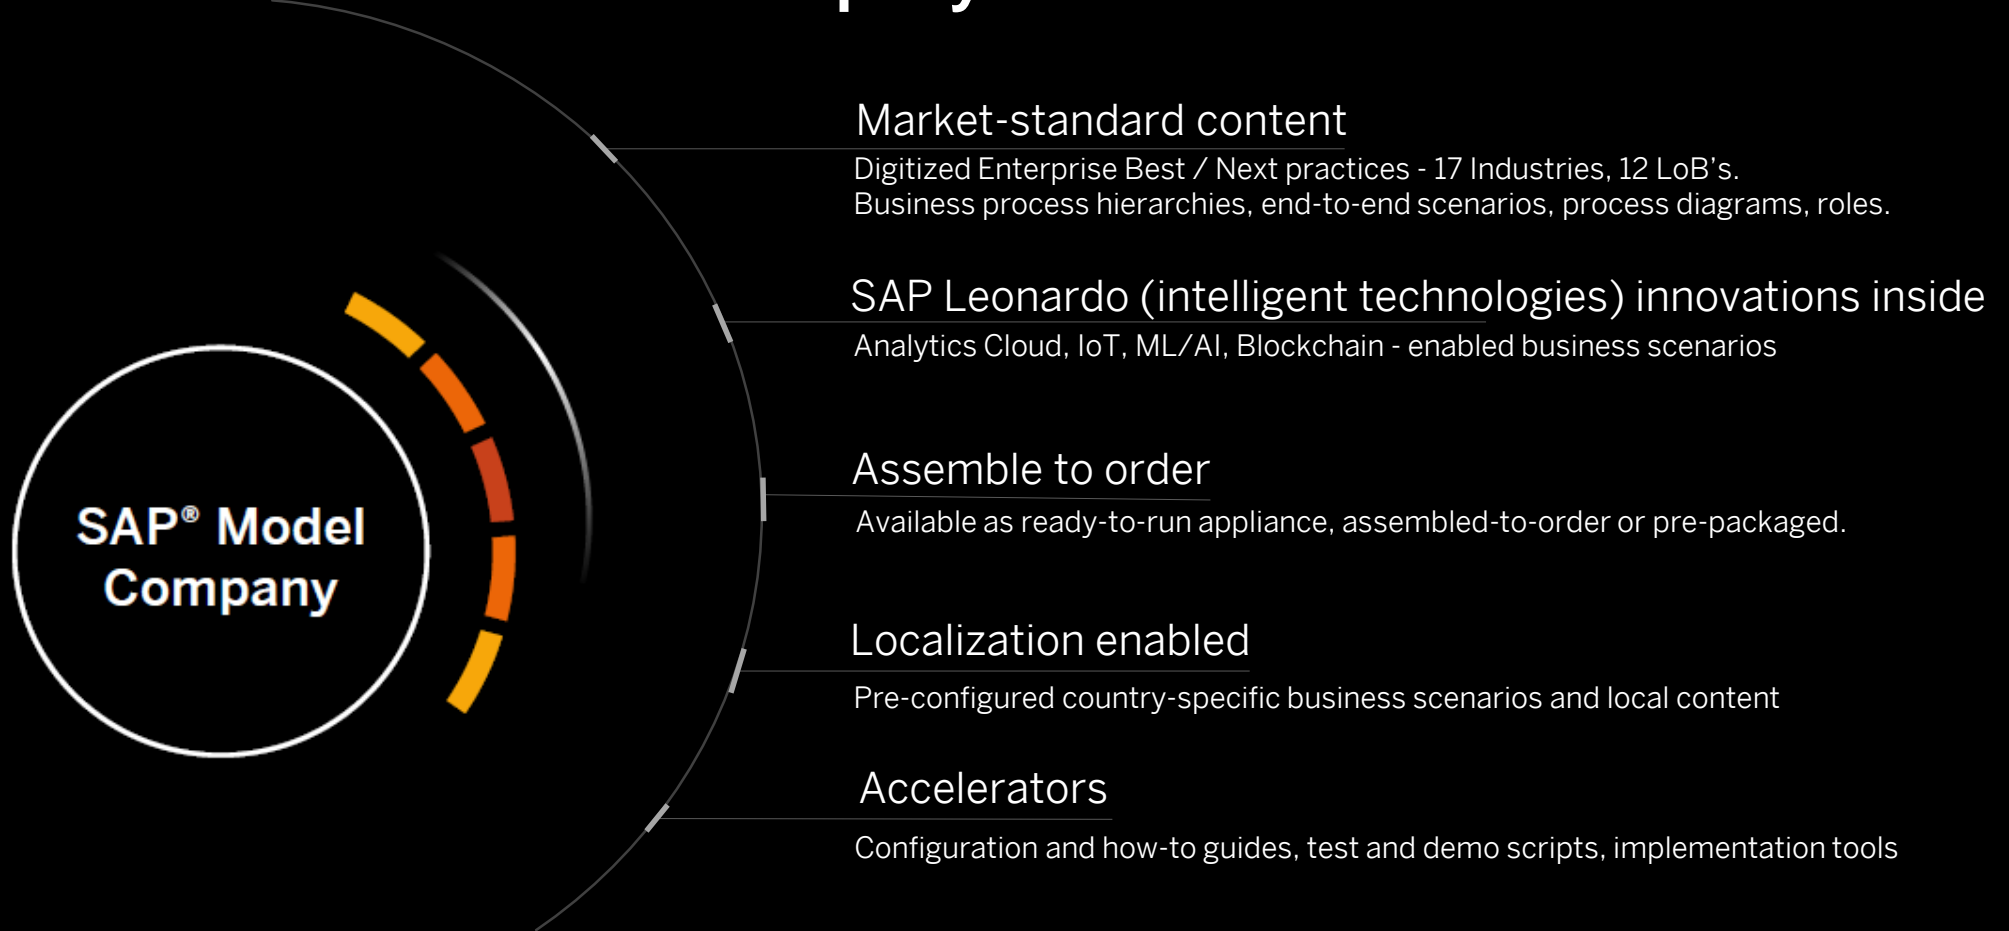 Market-standard content
Digitized Enterprise Best / Next practices - 17 Industries, 12 LoB's.
Business process hierarchies, end-to-end scenarios, process diagrams, roles.
SAP Leonardo (intelligent technologies) innovations inside
Analytics Cloud, IoT, ML/AI, Blockchain - enabled business scenarios
Assemble to order
Available as ready-to-run appliance, assembled-to-order or pre-packaged.
SAP® Model
Company
Localization enabled
Pre-configured country-specific business scenarios and local content
Accelerators
Configuration and how-to guides, test and demo scripts, implementation tools